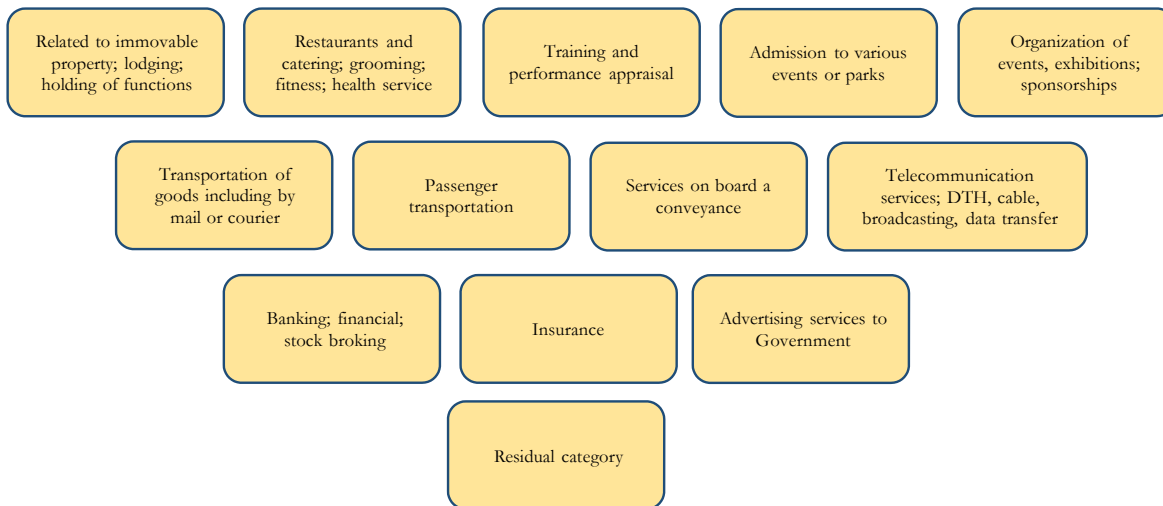 Related to immovable
property; lodging;
holding of functions
Restaurants and
catering; grooming;
fitness; health service
Training and
performance appraisal
Admission to various
events or parks
Organization of
events, exhibitions;
sponsorships
Transportation of
goods including by
mail or courier
Passenger
transportation
Services on board a
conveyance
Telecommunication
services; DTH, cable,
broadcasting, data transfer
Banking; financial;
stock broking
Insurance
Advertising services to
Government
Residual category